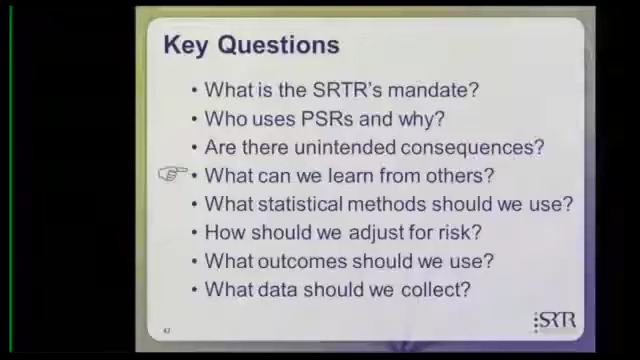 Key Questions
• What is the SRTR's mandate?
• Who uses PSRs and why?
• Are there unintended consequences?
• What can we learn from others?
• What statistical methods should we use?
• How should we adjust for risk?
• What outcomes should we use?
• What data should we collect?
SRTR